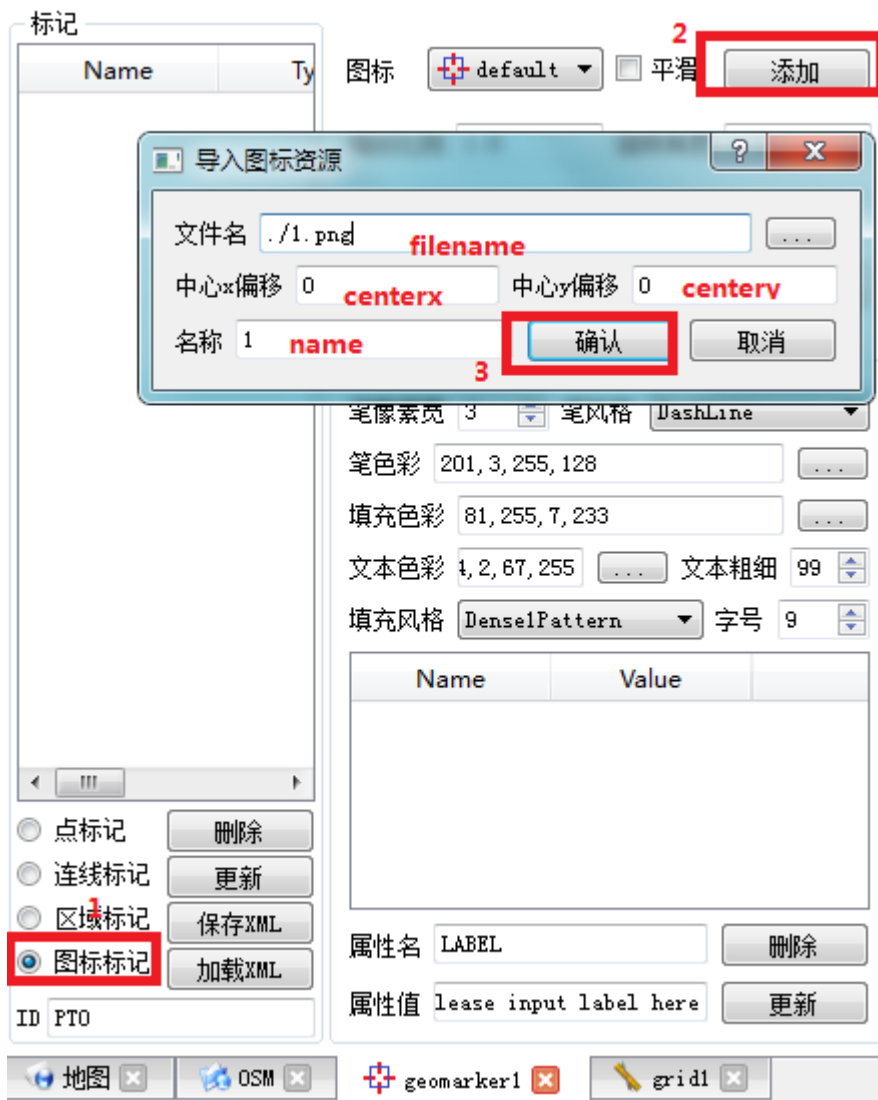 标记
2
Name Ty 图标 default 平滑 添加
导入图标资源
文件名 ./1.png filename ...
中心x偏移 0 centerx 中心y偏移 0 centery
名称 1 name 确认 取消
3
笔像素宽 3 笔风格 DashLine
笔色彩 201,3,255,128 ...
填充色彩 81,255,7,233 ...
文本色彩 ,2,67,255 ... 文本粗细 99
填充风格 Dense1Pattern 字号 9
Name Value
点标记 删除
连线标记 更新
1
区域标记 保存XML
图标标记 加载XML
属性名 LABEL 删除
属性值 lease input label here 更新
ID PT0
地图 OSM geomarker1 grid1